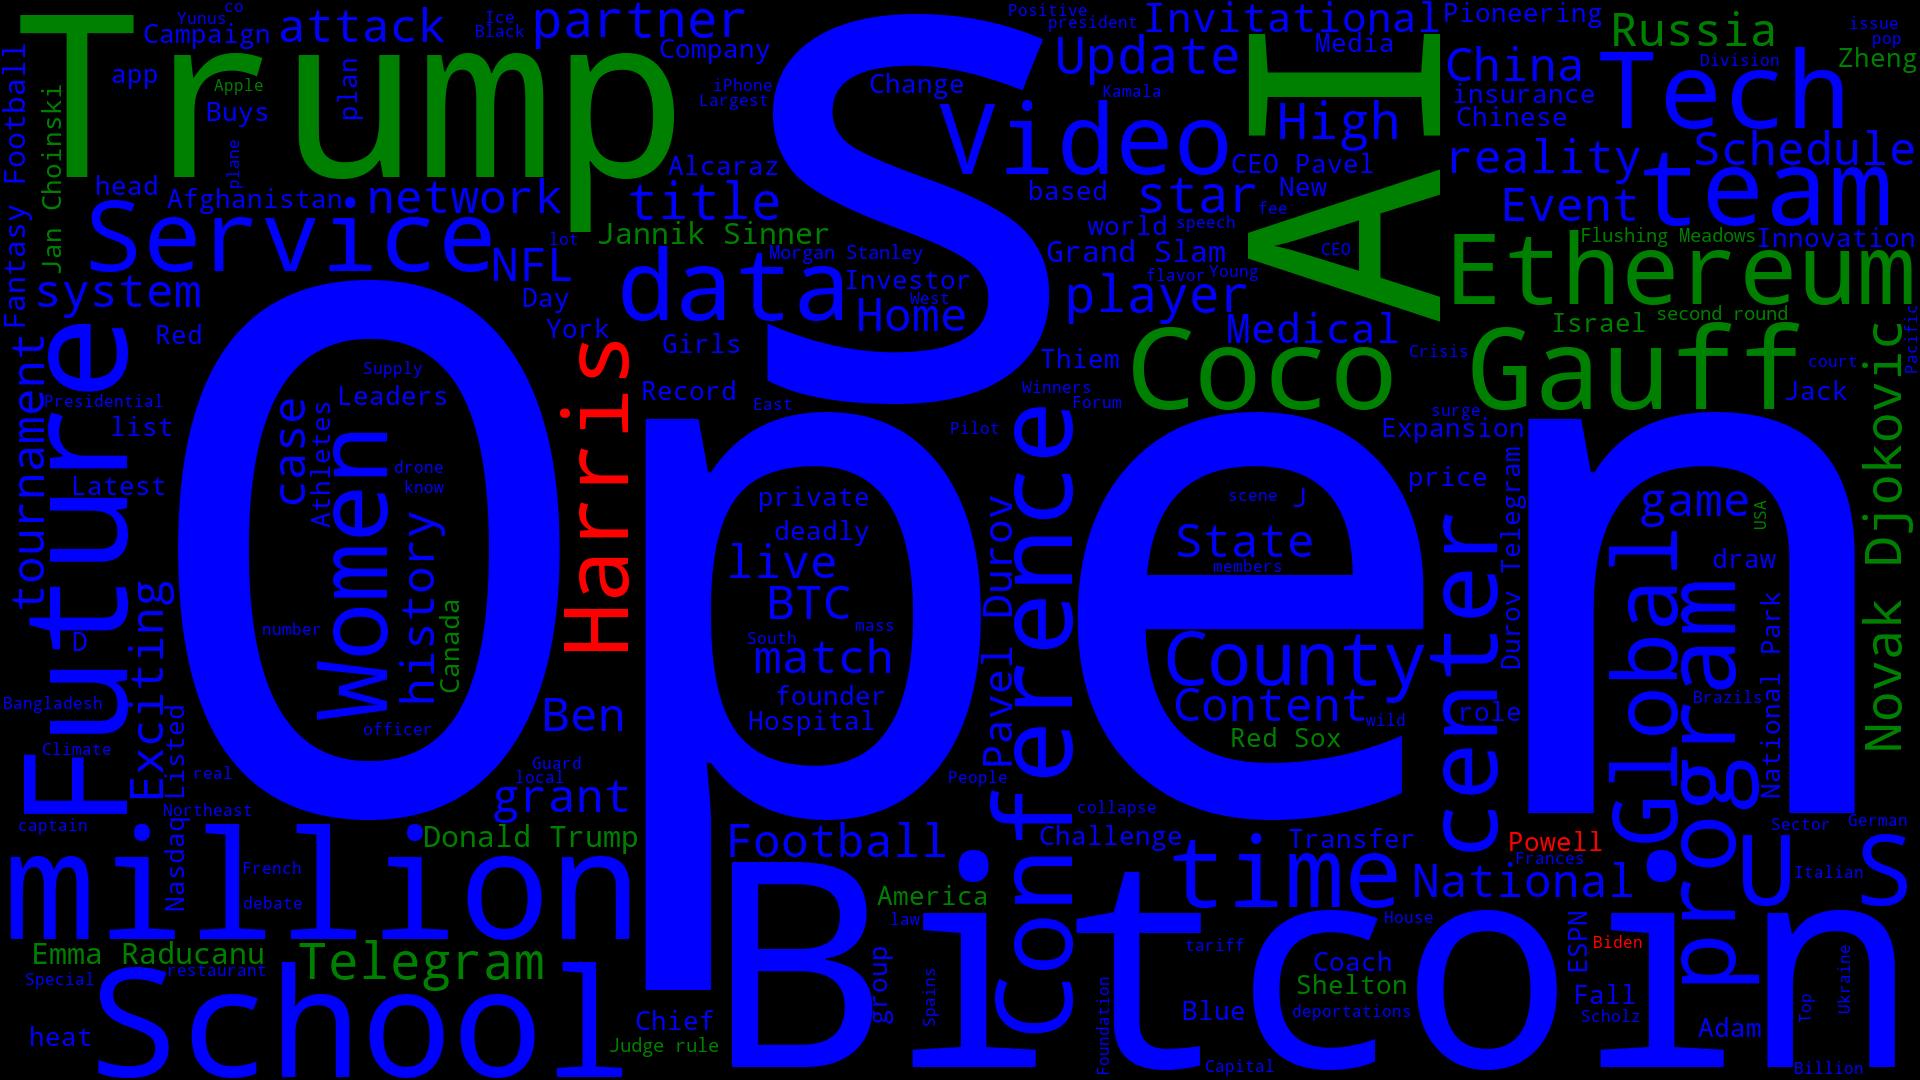 co
Yunus
Ice
Positive
Campaign
attack
Black
partner
president
Invitational
Pioneering
Russia
issue
Trump
S
Company
Update
AI
Media
China
Tech
pop
Division
Zheng
app
Apple
plan
iPhone
Change
Kamala
insurance
Fantasy Football
Jan Choinski
Buys
Largest
Video
High
Chinese
plane
Alcaraz
CEO Pavel
reality
Schedule
head
Afghanistan
network
title
based
star
New
team
Service
Jannik Sinner
world
speech
fee
Event
lot
NFL
Morgan Stanley
Grand Slam
CEO
Flushing Meadows
Innovation
system
data
Investor
flavor
Young
Ethereum
Day
West
Home
player
Pacific
Future
Red
York
Girls
Medical
Israel
second round
Open
Supply
Harris
Thiem
Coco Gauff
Crisis
court
Novak Djokovic
tournament
Presidential
Leaders
Record
Winners
Jack
case
Athletes
East
Forum
surge
list
Women
Pilot
Conference
Expansion
drone
Latest
know
private
scene
J
price
game
USA
history
deadly
Pavel Durov
State
center
Durov Telegram
live
members
Global
draw
program
Exciting
BTC
National Park
number
Canada
mass
D
South
match
County
Bangladesh
Listed
founder
Content
Brazils
Ben
Hospital
wild
role
officer
Red Sox
Climate
real
Guard
local
People
Northeast
grant
collapse
captain
million
Donald Trump
Football
Challenge
Transfer
Powell
Sector
German
Nasdaq
French
time
Frances
US
debate
America
National
Italian
Bitcoin
law
House
Emma Raducanu
Telegram
group
tariff
ESPN
Biden
Special
restaurant
Spains
Coach
Ukraine
School
Foundation
Shelton
Fall
Top
heat
Chief
Blue
deportations
Scholz
Adam
Judge rule
Capital
Billion